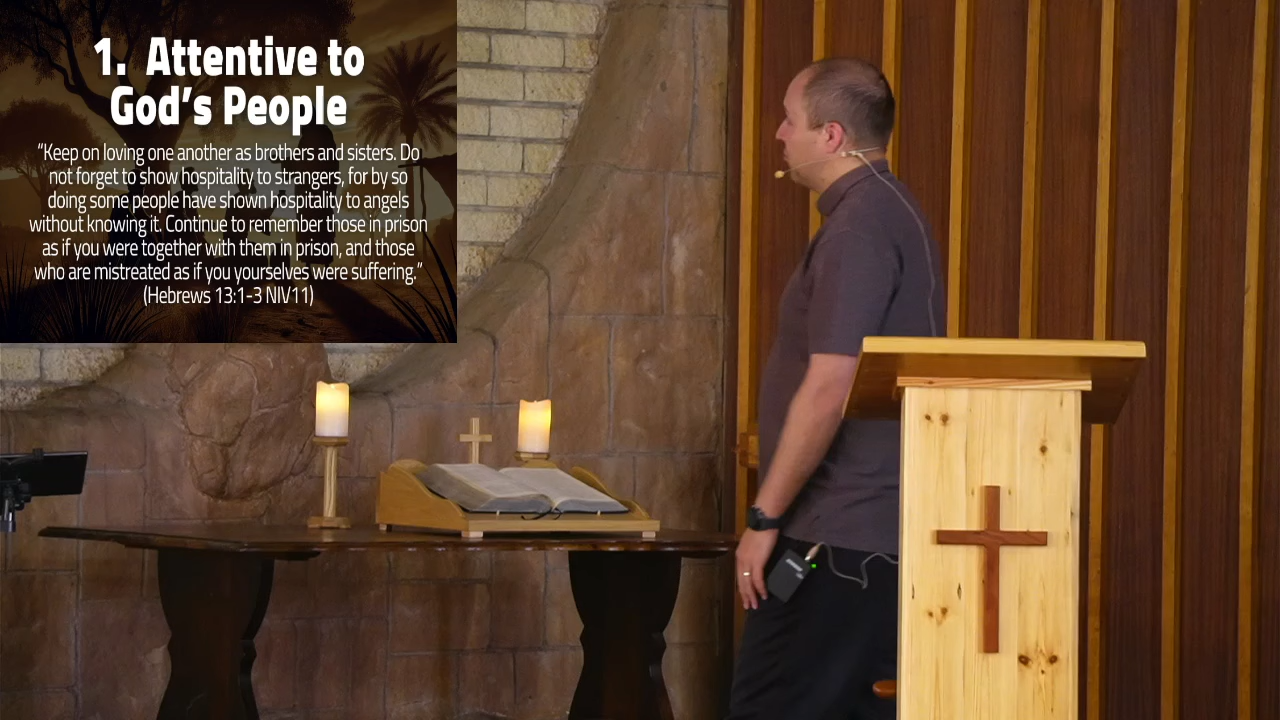 1. Attentive to
God's People
“Keep on loving one another as brothers and sisters. Do
not forget to show hospitality to strangers, for by so
doing some people have shown hospitality to angels
without knowing it. Continue to remember those in prison
as if you were together with them in prison, and those
who are mistreated as if you yourselves were suffering.”
(Hebrews 13:1-3 NIV11)